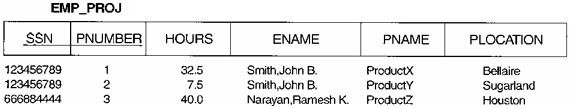 EMP_PROJ
SSN PNUMBER HOURS ENAME PNAME PLOCATION
123456789 1 32.5 Smith,John B. ProductX Bellaire
123456789 2 7.5 Smith,John B. ProductY Sugarland
666884444 3 40.0 Narayan,Ramesh K. ProductZ Houston